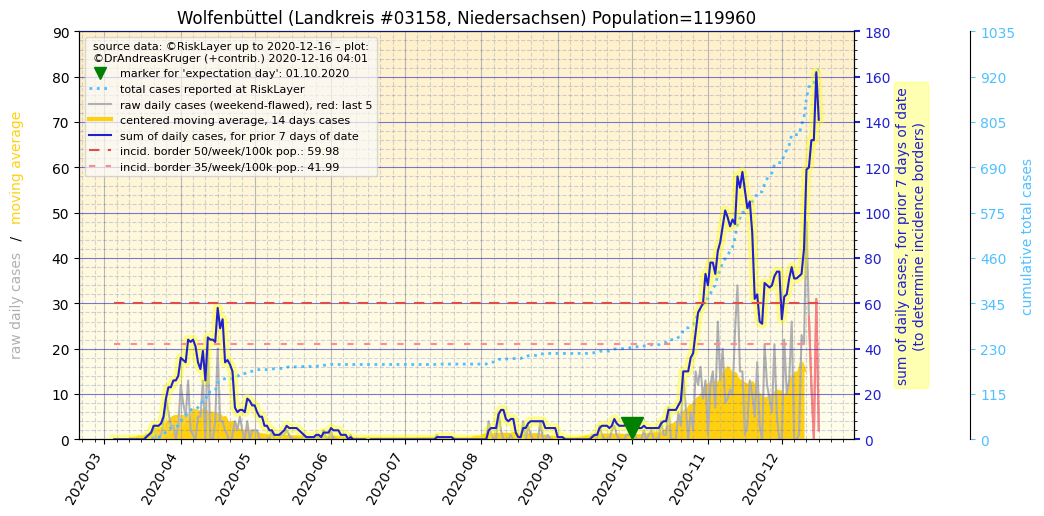 Wolfenbüttel (Landkreis #03158, Niedersachsen) Population=119960
source data: ©RiskLayer up to 2020-12-16 – plot:
©DrAndreasKruger (+contrib.) 2020-12-16 04:01
marker for 'expectation day': 01.10.2020
total cases reported at RiskLayer
raw daily cases (weekend-flawed), red: last 5
centered moving average, 14 days cases
sum of daily cases, for prior 7 days of date
incid. border 50/week/100k pop.: 59.98
incid. border 35/week/100k pop.: 41.99
raw daily cases / moving average
90
80
70
60
50
40
30
20
10
0
2020-03
2020-04
2020-05
2020-06
2020-07
2020-08
2020-09
2020-10
2020-11
2020-12
180
160
140
120
100
80
60
40
20
0
sum of daily cases, for prior 7 days of date
(to determine incidence borders)
1035
920
805
690
575
460
345
230
115
0
cumulative total cases